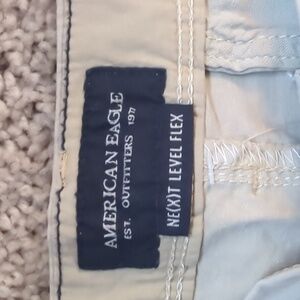 AMERICAN EAGLE
EST. OUTFITTERS 1977
NE(X)T LEVEL FLEX